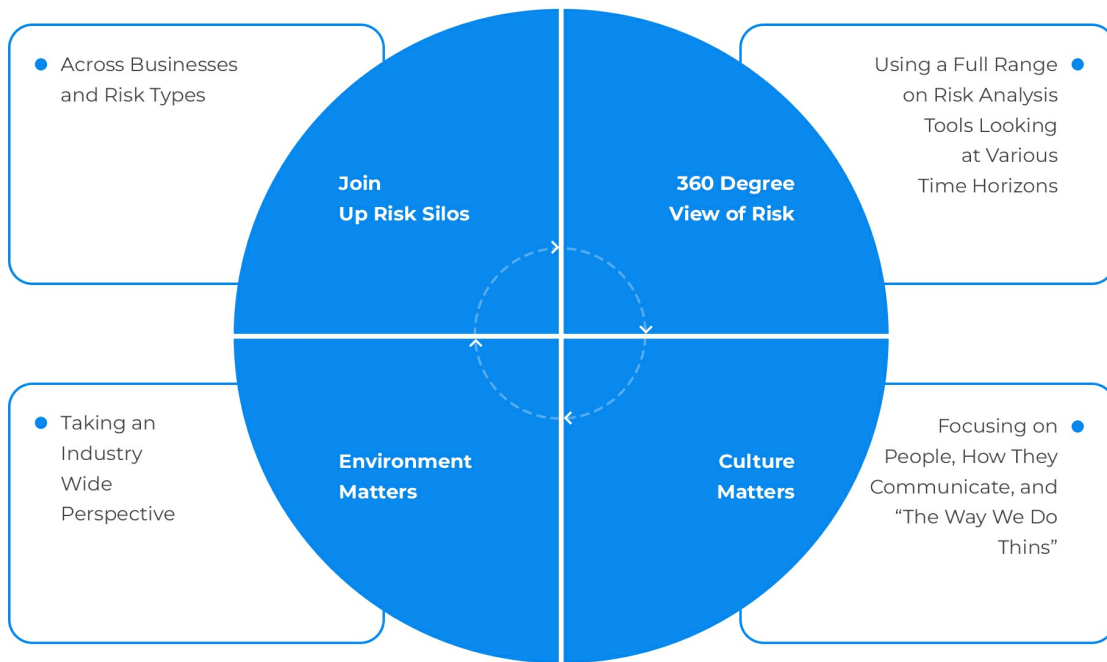 Across Businesses
and Risk Types
Join
Up Risk Silos
360 Degree
View of Risk
Using a Full Range
on Risk Analysis
Tools Looking
at Various
Time Horizons
Taking an
Industry
Wide
Perspective
Environment
Matters
Culture
Matters
Focusing on
People, How They
Communicate, and
“The Way We Do
Thins”